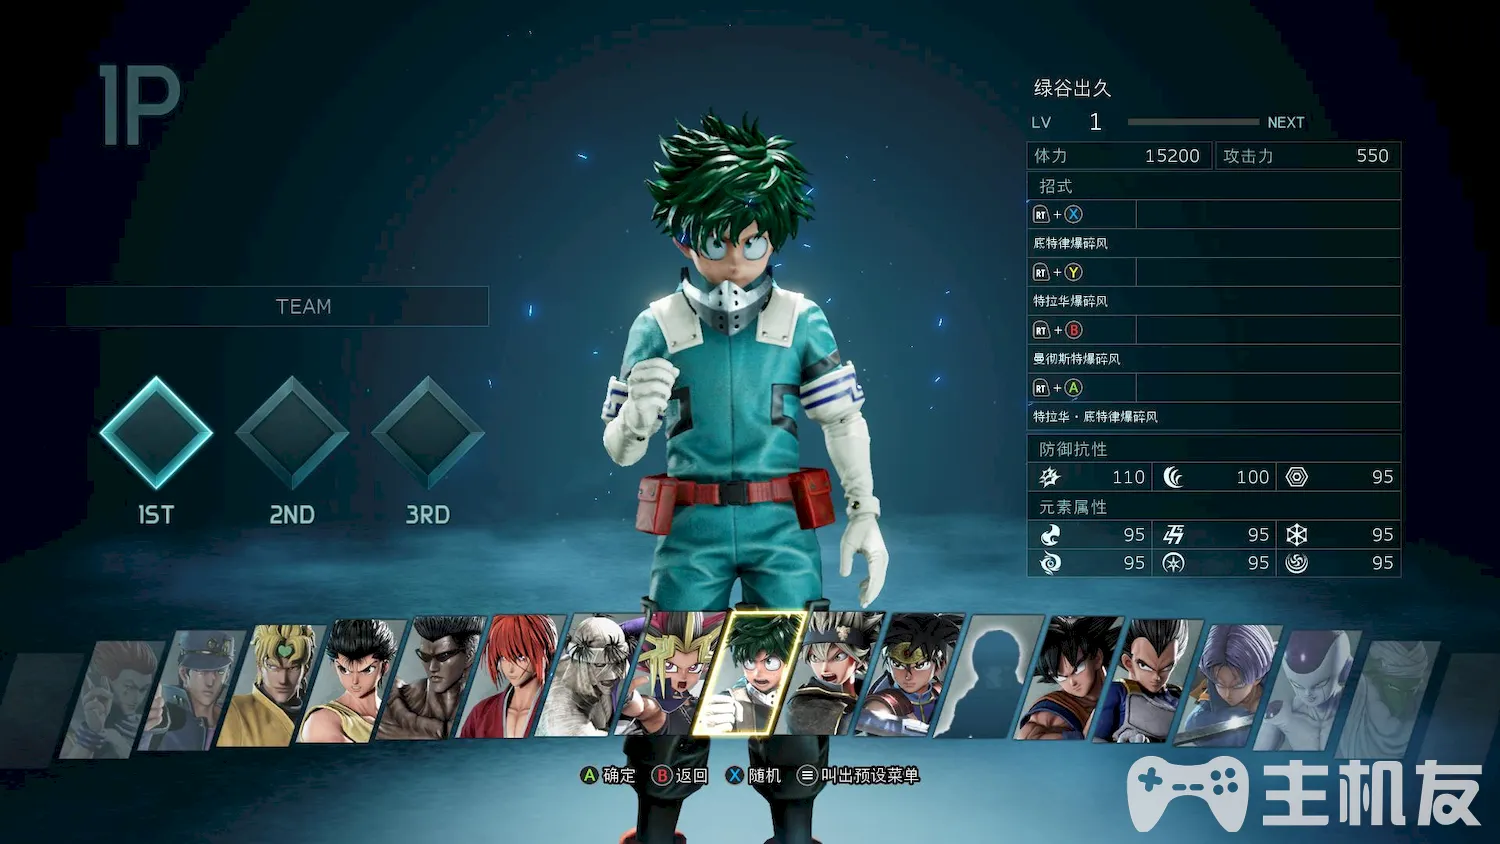 1P
TEAM
1ST
2ND
3RD
绿谷出久
LV 1 NEXT
体力 15200 攻击力 550
招式
RT + X
底特律爆碎风
RT + Y
特拉华爆碎风
RT + B
曼彻斯特爆碎风
RT + A
特拉华·底特律爆碎风
防御抗性
110 100 95
元素属性
95 95 95
95 95 95
A 确定 B 返回 X 随机 叫出预设菜单
主机友